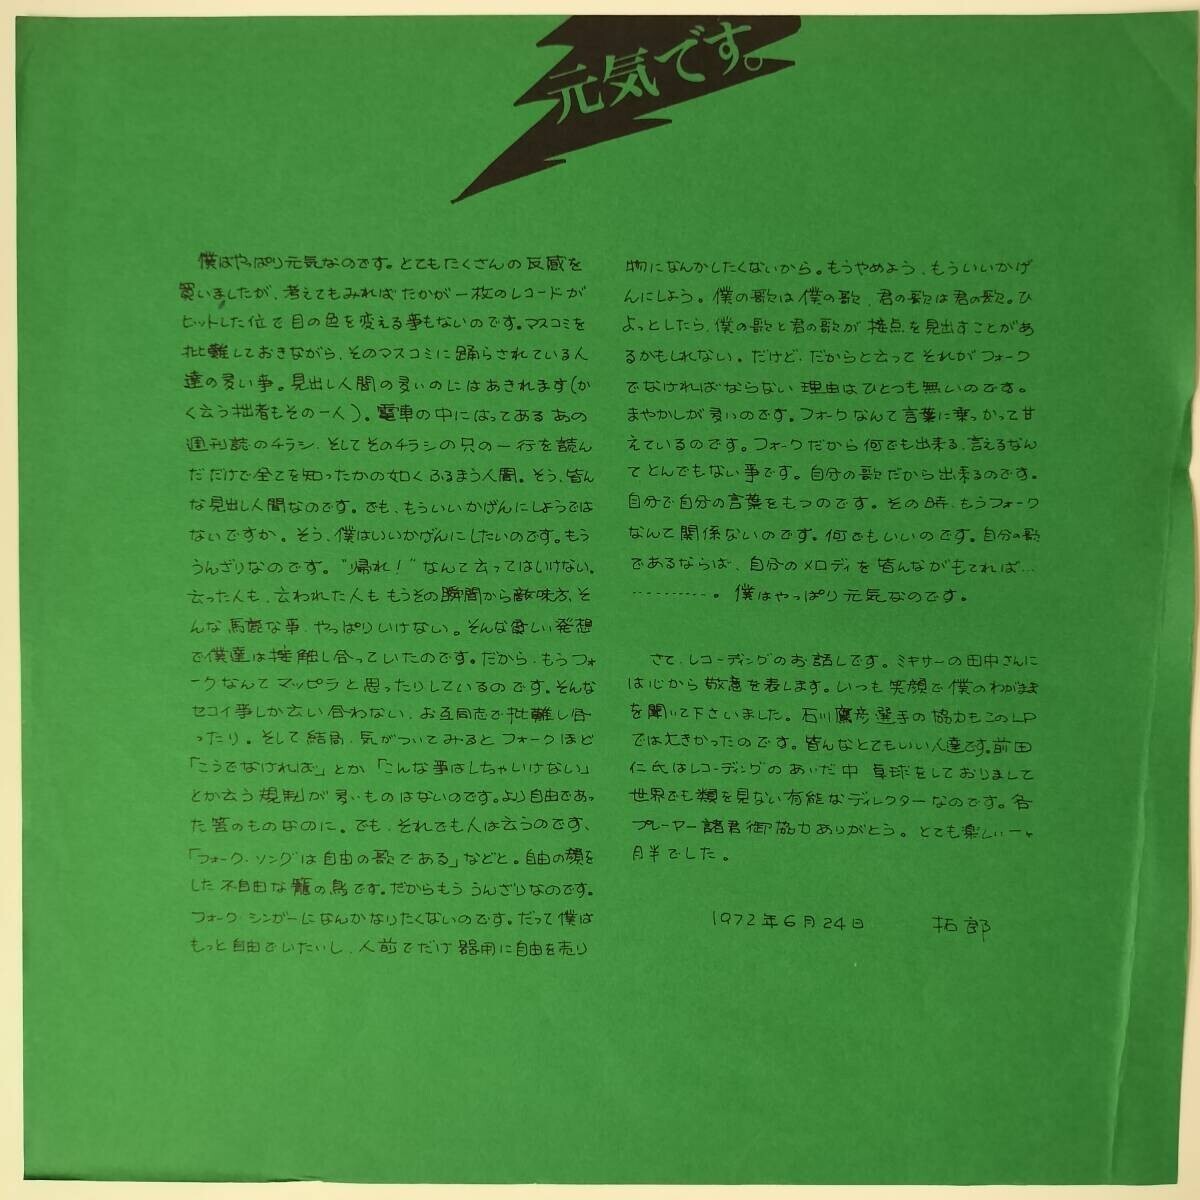 元気です。
僕はやっぱり元気なのです。とてもたくさんの反感を
買いましたが、考えてもみればたかが一枚のレコードが
ヒットした位で目の色を変える事もないのです。マスコミを
批難しておきながら、そのマスコミに踊らされている人
達の多い事。見出し人間の多いのにはあきれます(か
く云う拙者もその一人)。電車の中にはってあるあの
週刊誌のチラシ、そしてそのチラシの只の一行を読ん
だだけで全てを知ったかの如くふるまう人間。そう、皆ん
な見出し人間なのです。でも、もういいかげんにしようでは
ないですか。そう、僕はいいかげんにしたいのです。もう
うんざりなのです。"帰れ!"なんて云ってはいけない。
云った人も、云われた人ももうその瞬間から敵味方、そ
んな馬鹿な事、やっぱりいけない。そんな貧しい発想
で僕達は接触し合っていたのです。だから、もうフォ
ークなんてマッピラと思ったりしているのです。そんな
セコイ事しか云い合わない、お互同志で批難し合
ったり。そして結局、気がついてみるとフォークほど
「こうでなければ」とか「こんな事はしちゃいけない」
とか云う規制が多いものはないのです。より自由であっ
た筈のものなのに。でも、それでも人は云うのです、
「フォーク・ソングは自由の歌である」などと。自由の顔を
した不自由な籠の鳥です。だからもううんざりなのです。
フォーク・シンガーになんかなりたくないのです。だって僕は
もっと自由でいたいし、人前でだけ器用に自由を売り
物になんかしたくないから。もうやめよう、もういいかげ
んにしよう。僕の歌は僕の歌、君の歌は君の歌。ひ
ょっとしたら、僕の歌と君の歌が接点を見出すことがあ
るかもしれない。だけど、だからと云ってそれがフォーク
でなければならない理由はひとつも無いのです。
まやかしが多いのです。フォークなんて言葉に乗っかって甘
えているのです。フォークだから何でも出来る、言えるなん
てとんでもない事です。自分の歌だから出来るのです。
自分で自分の言葉をもつのです。その時、もうフォーク
なんて関係ないのです。何でもいいのです。自分の歌
であるならば、自分のメロディを皆んながもてれば…
…………。僕はやっぱり元気なのです。
さて、レコーディングのお話しです。ミキサーの田中さんに
は心から敬意を表します。いつも笑顔で僕のわがまま
を聞いて下さいました。石川鷹彦選手の協力もこのLP
では大きかったのです。皆んなとてもいい人達です。前田
仁氏はレコーディングのあいだ中卓球をしておりまして
世界でも類を見ない有能なディレクターなのです。各
プレーヤー諸君御協力ありがとう。とても楽しい一ヶ
月半でした。
1972年6月24日 拓郎